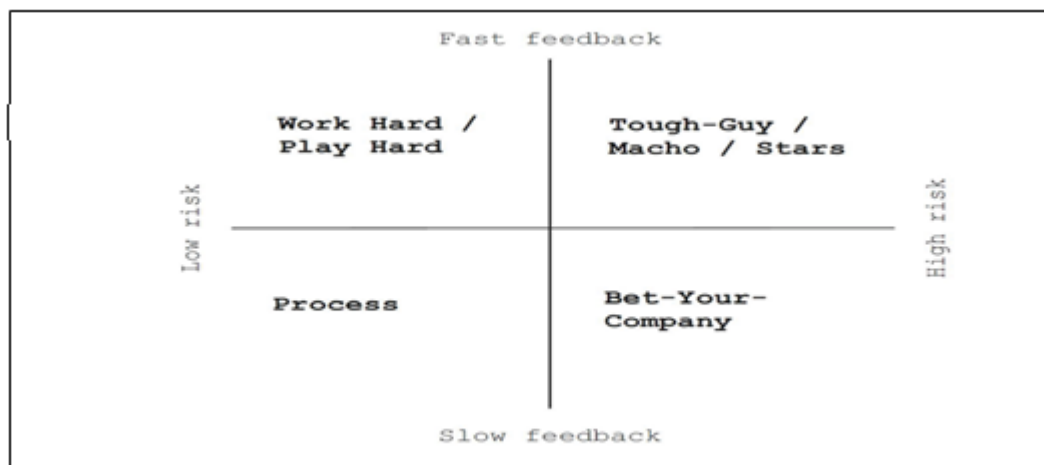 Fast feedback
Work Hard /
Play Hard
Tough-Guy /
Macho / Stars
Low risk
High risk
Process
Bet-Your-
Company
Slow feedback